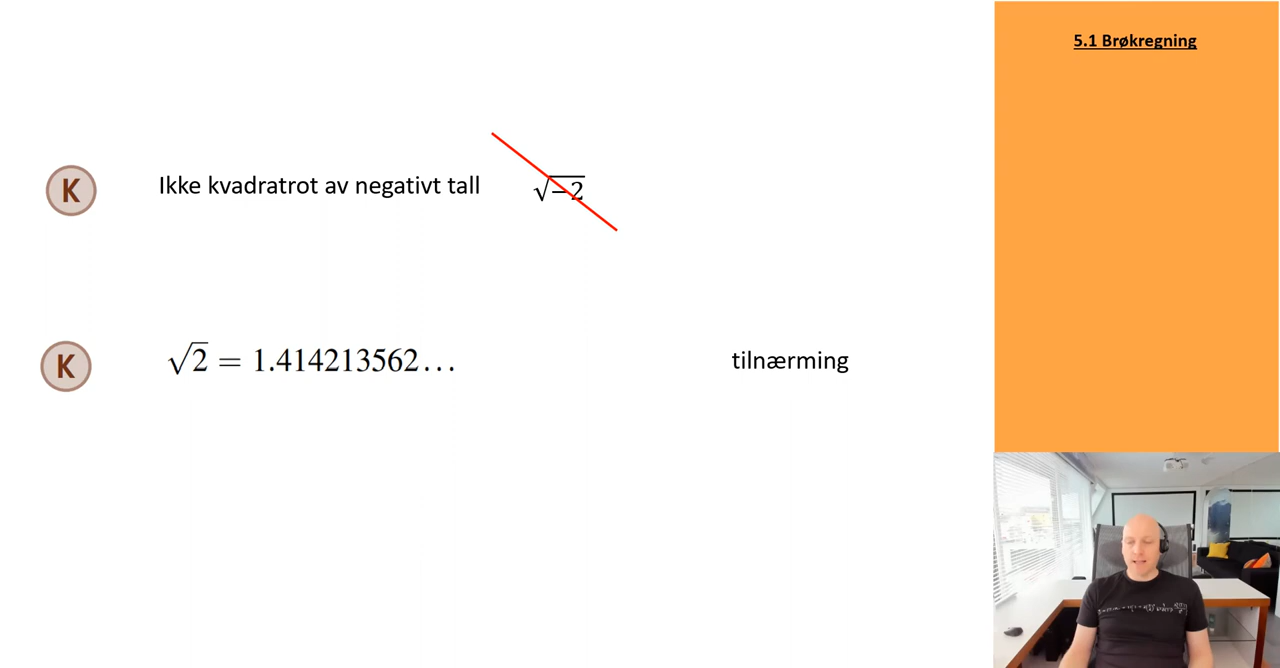 5.1 Brøkregning
K Ikke kvadratrot av negativt tall √−2
K √2 = 1.414213562... tilnærming